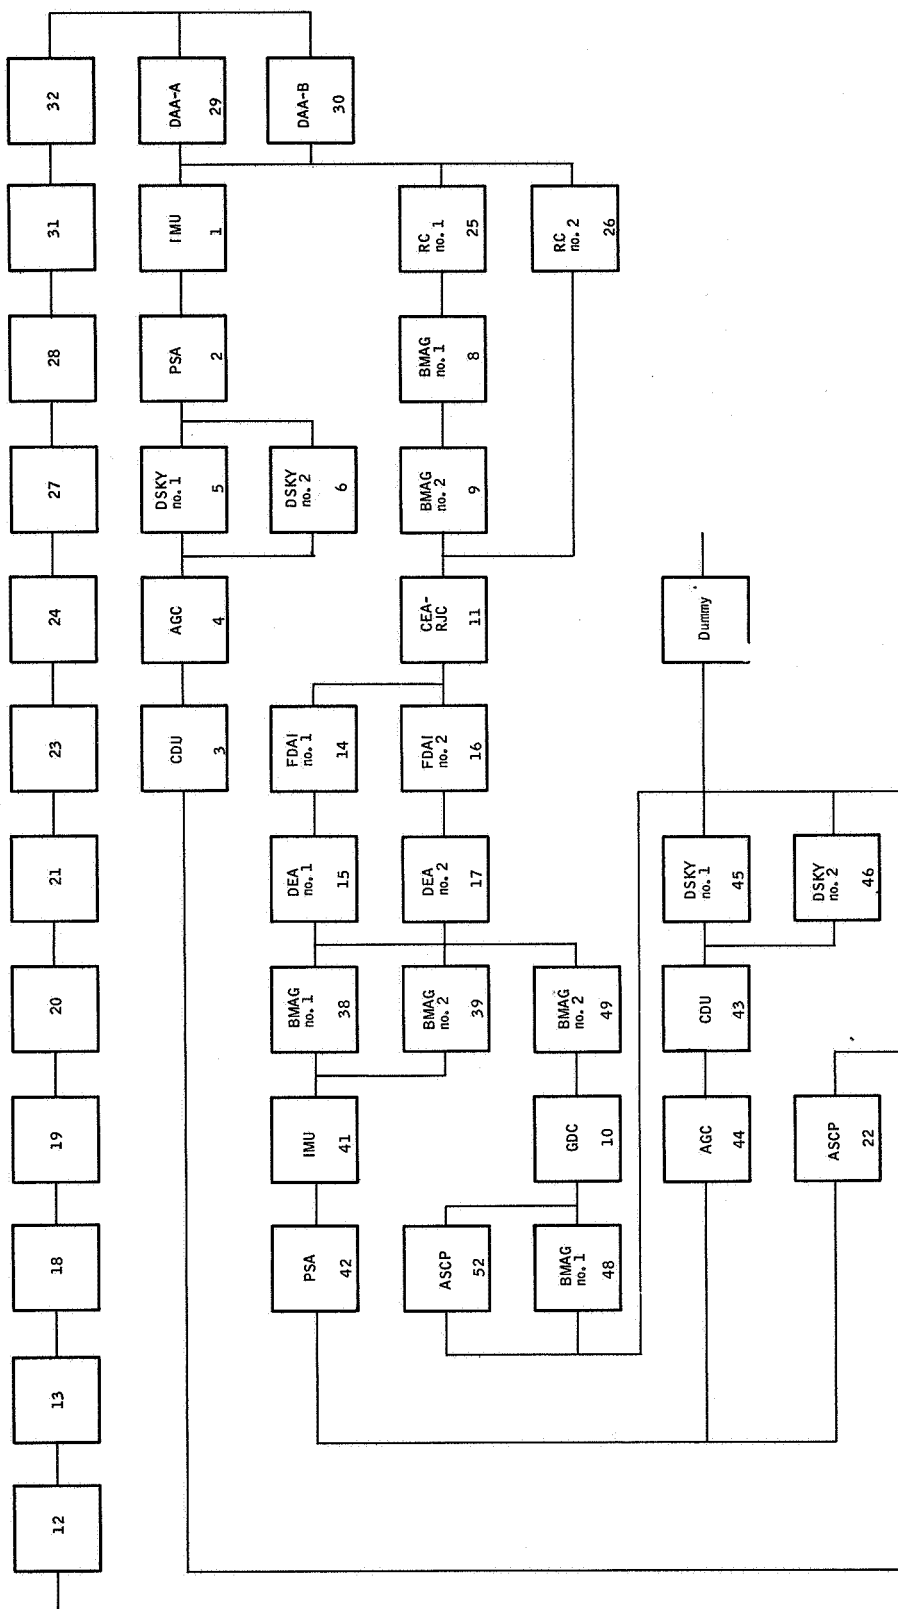 12
13
18
19
20
21
23
24
27
28
31
32
CDU
3
AGC
4
DSKY
no.1
5
DSKY
no.2
6
PSA
2
IMU
1
DAA-A
29
DAA-B
30
PSA
42
IMU
41
BMAG
no.1
38
DEA
no.1
15
FDAI
no.1
14
ASCP
52
BMAG
no.2
39
DEA
no.2
17
FDAI
no.2
16
CEA-
RJC
11
BMAG
no.2
9
BMAG
no.1
8
RC
no.1
25
RC
no.2
26
BMAG
no.1
48
GDC
10
BMAG
no.2
49
AGC
44
CDU
43
DSKY
no.1
45
DSKY
no.2
46
Dummy
ASCP
22